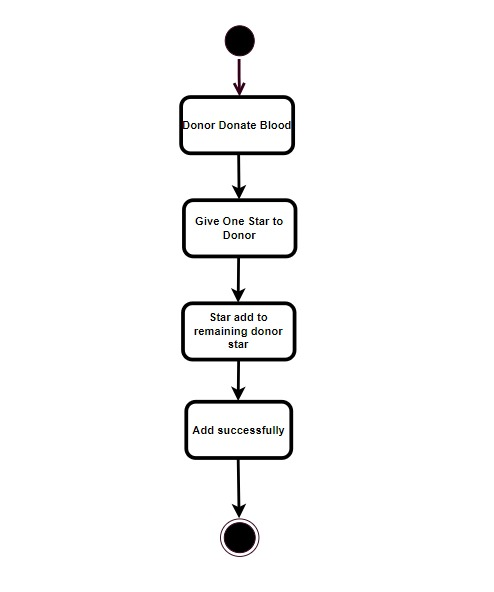 Donor Donate Blood
Give One Star to
Donor
Star add to
remaining donor
star
Add successfully